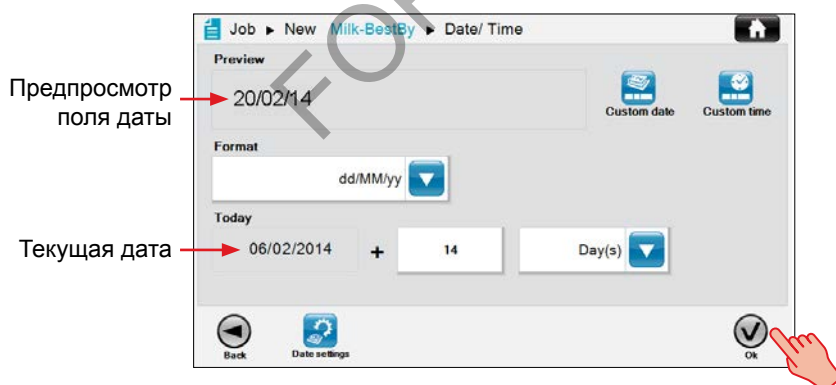 Job ▸ New Milk-BestBy ▸ Date/ Time
Preview
Предпросмотр
поля даты
20/02/14
Custom date
Custom time
Format
dd/MM/yy
Today
Текущая дата
06/02/2014 + 14 Day(s)
Back
Date settings
Ok
FOR